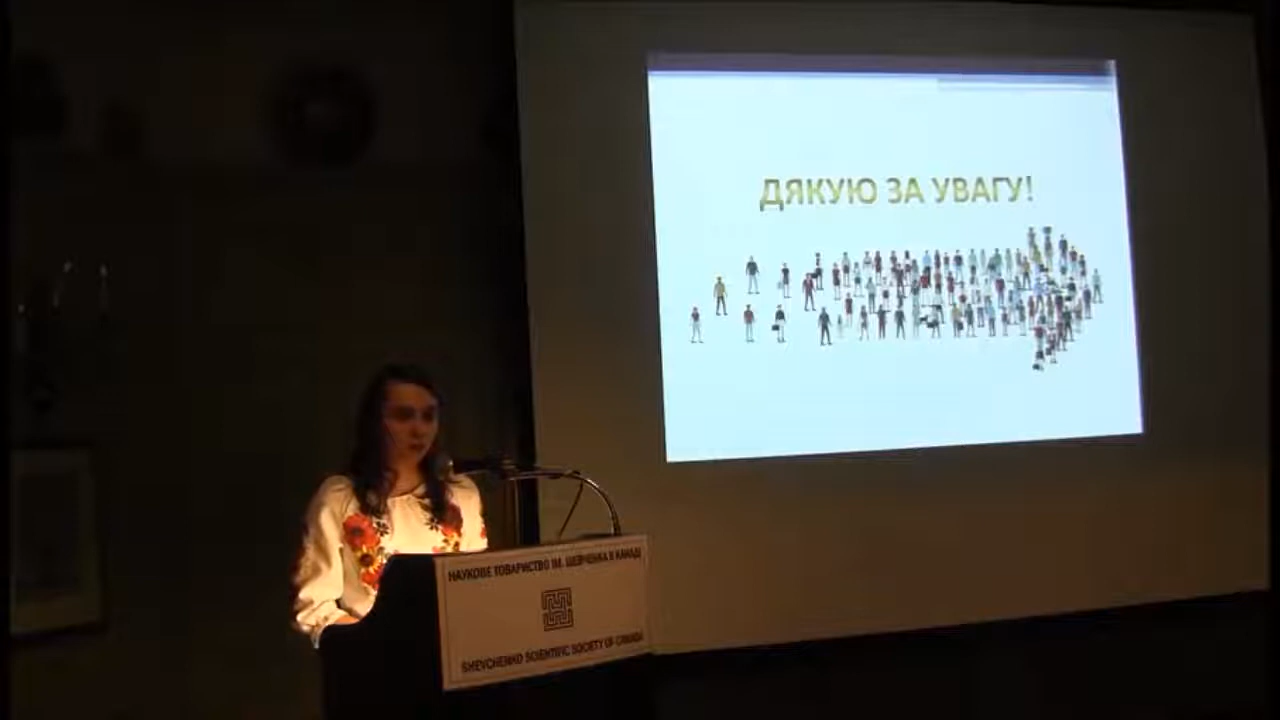 ДЯКУЮ ЗА УВАГУ!
НАУКОВЕ ТОВАРИСТВО ІМ. ШЕВЧЕНКА В КАНАДІ
SHEVCHENKO SCIENTIFIC SOCIETY OF CANADA